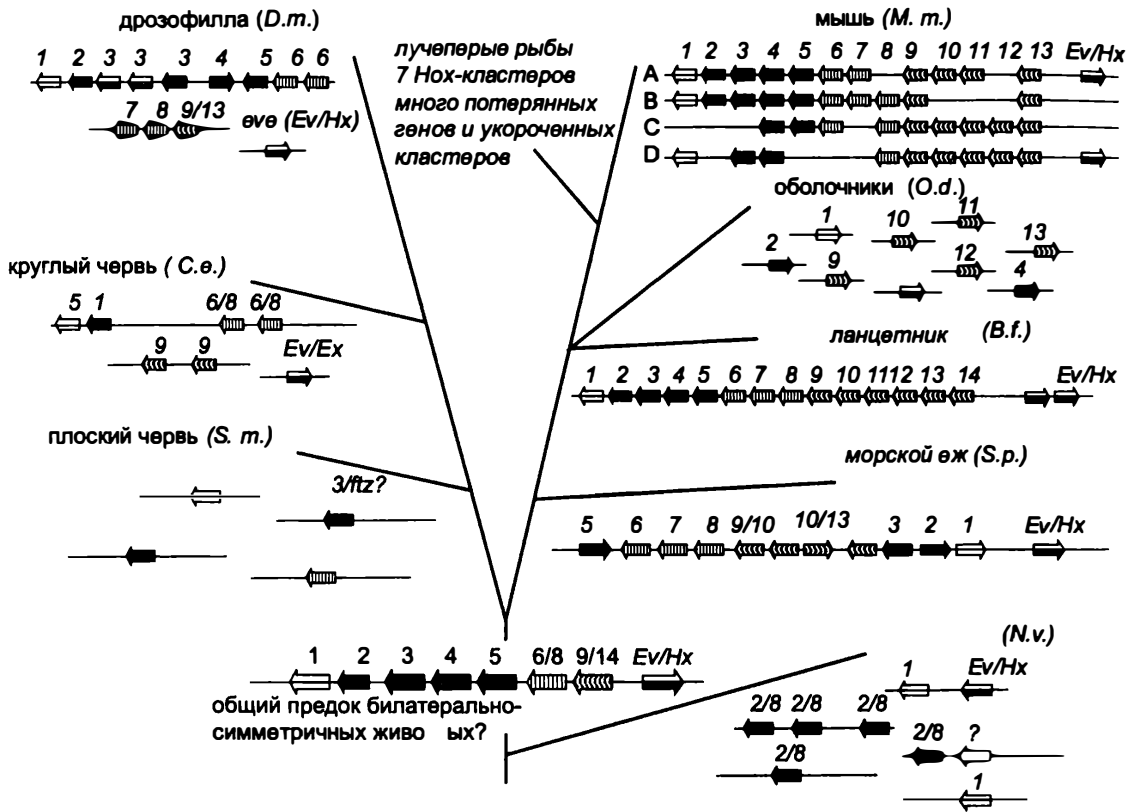 дрозофилла (D.m.)
1 2 3 3 3 4 5 6 6
7 8 9/13
eve (Ev/Hx)
лучеперые рыбы
7 Нох-кластеров
много потерянных
генов и укороченных
кластеров
мышь (M. m.)
1 2 3 4 5 6 7 8 9 10 11 12 13 Ev/Hx
A
B
C
D
оболочники (O.d.)
11
1 10
13
2
9 12 4
круглый червь ( C.e.)
5 1 6/8 6/8
9 9 Ev/Ex
ланцетник (B.f.)
1 2 3 4 5 6 7 8 9 10 11 12 13 14 Ev/Hx
плоский червь (S. m.)
3/ftz?
морской еж (S.p.)
5 6 7 8 9/10 10/13 3 2 1 Ev/Hx
1 2 3 4 5 6/8 9/14 Ev/Hx
общий предок билатерально-
симметричных живо ых?
(N.v.)
1 Ev/Hx
2/8 2/8 2/8
2/8 ?
2/8
1